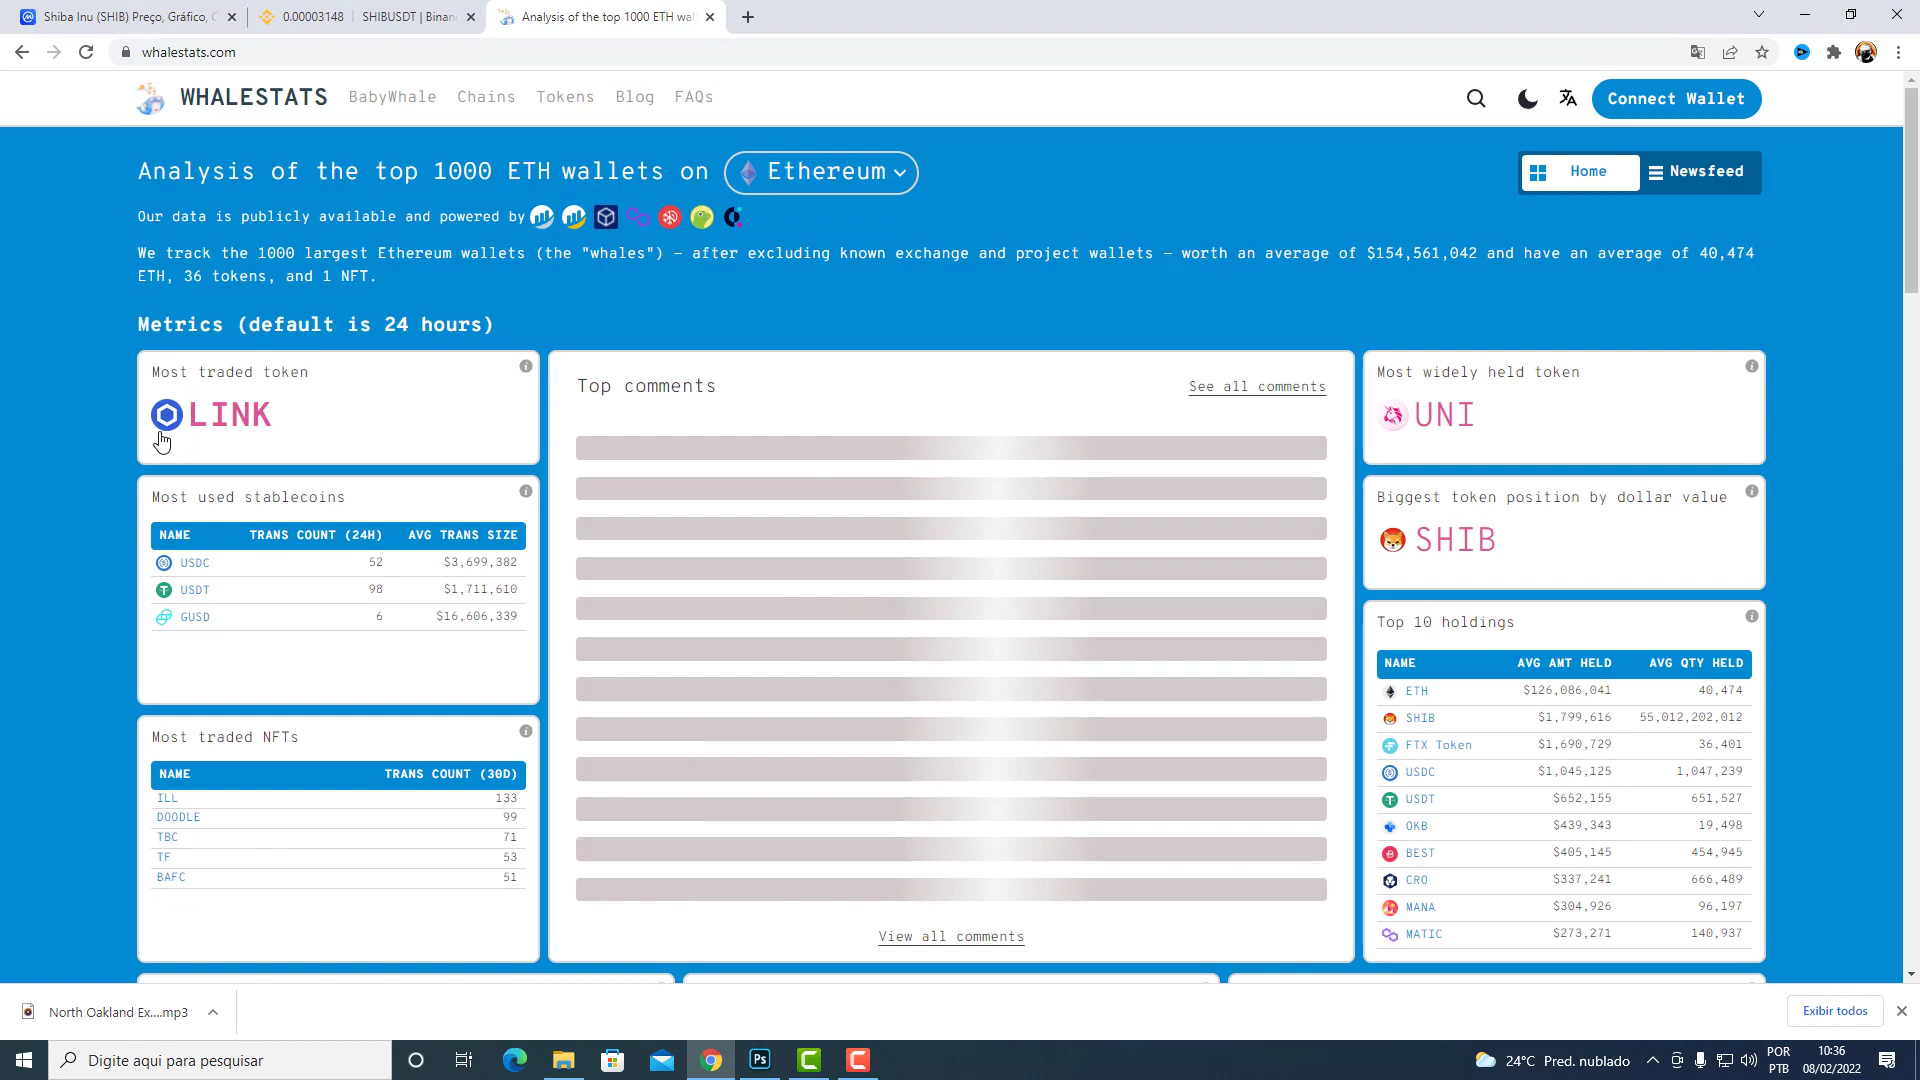 Shiba Inu (SHIB) Preço, Gráfico, C
0.00003148 | SHIBUSDT | Binan
Analysis of the top 1000 ETH wal
whalestats.com
WHALESTATS BabyWhale Chains Tokens Blog FAQs
Connect Wallet
Analysis of the top 1000 ETH wallets on Ethereum
Home Newsfeed
Our data is publicly available and powered by
We track the 1000 largest Ethereum wallets (the "whales") — after excluding known exchange and project wallets — worth an average of $154,561,042 and have an average of 40,474
ETH, 36 tokens, and 1 NFT.
Metrics (default is 24 hours)
Most traded token
LINK
Most used stablecoins
NAME TRANS COUNT (24H) AVG TRANS SIZE
USDC 52 $3,699,382
USDT 98 $1,711,610
GUSD 6 $16,606,339
Most traded NFTs
NAME TRANS COUNT (30D)
ILL 133
DOODLE 99
TBC 71
TF 53
BAFC 51
Top comments See all comments
View all comments
Most widely held token
UNI
Biggest token position by dollar value
SHIB
Top 10 holdings
NAME AVG AMT HELD AVG QTY HELD
ETH $126,086,041 40,474
SHIB $1,799,616 55,012,202,012
FTX Token $1,690,729 36,401
USDC $1,045,125 1,047,239
USDT $652,155 651,527
OKB $439,343 19,498
BEST $405,145 454,945
CRO $337,241 666,489
MANA $304,926 96,197
MATIC $273,271 140,937
North Oakland Ex....mp3
Exibir todos
Digite aqui para pesquisar
Ps
24°C Pred. nublado
POR
PTB
10:36
08/02/2022